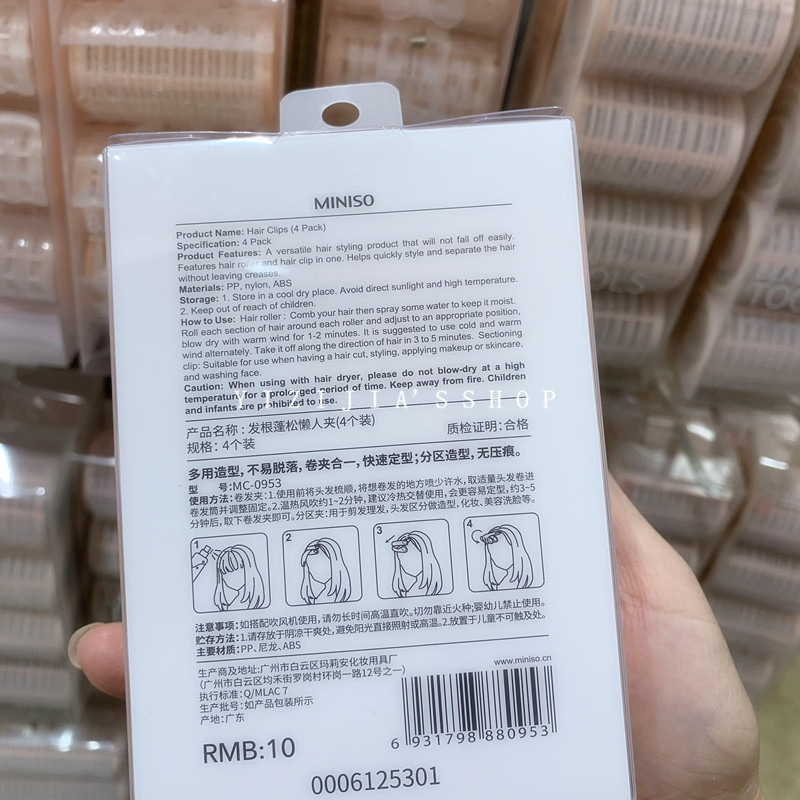 MINISO
Product Name: Hair Clips (4 Pack)
Specification: 4 Pack
Product Features: A versatile hair styling product that will not fall off easily.
Features hair roller and hair clip in one. Helps quickly style and separate the hair
without leaving creases.
Materials: PP, nylon, ABS
Storage: 1. Store in a cool dry place. Avoid direct sunlight and high temperature.
2. Keep out of reach of children.
How to Use: Hair roller : Comb your hair then spray some water to keep it moist.
Roll each section of hair around each roller and adjust to an appropriate position,
blow dry with warm wind for 1-2 minutes. It is suggested to use cold and warm
wind alternately. Take it off along the direction of hair in 3 to 5 minutes. Sectioning
clip: Suitable for use when having a hair cut, styling, applying makeup or skincare,
and washing face.
Caution: When using with hair dryer, please do not blow-dry at a high
temperature for a prolonged period of time. Keep away from fire. Children
and infants are prohibited to use.
YIZIJIA'SSHOP
产品名称: 发根蓬松懒人夹(4个装) 质检证明:合格
规格: 4个装
多用造型, 不易脱落, 卷夹合一, 快速定型;分区造型, 无压痕。
型 号:MC-0953
使用方法: 卷发夹:1.使用前将头发梳顺, 将想卷发的地方喷少许水, 取适量头发卷进
卷发筒并调整固定。2.温热风吹约1~2分钟, 建议冷热交替使用, 会更容易定型, 约3~5
分钟后, 取下卷发夹即可。分区夹: 用于剪发理发, 头发分区做造型, 化妆、美容洗脸等。
1 2 3 4
注意事项:如搭配吹风机使用, 请勿长时间高温直吹。切勿靠近火种;婴幼儿禁止使用。
贮存方法:1.请存放于阴凉干爽处, 避免阳光直接照射或高温。2.放置于儿童不可触及处。
主要材质:PP、尼龙、ABS
生产商及地址:广州市白云区玛莉安化妆用具厂
(广州市白云区均禾街罗岗村环岗一路12号之一)
执行标准: Q/MLAC 7
生产批号: 如产品包装所示
产地: 广东
www.miniso.cn
6 931798 880953
RMB:10
0006125301